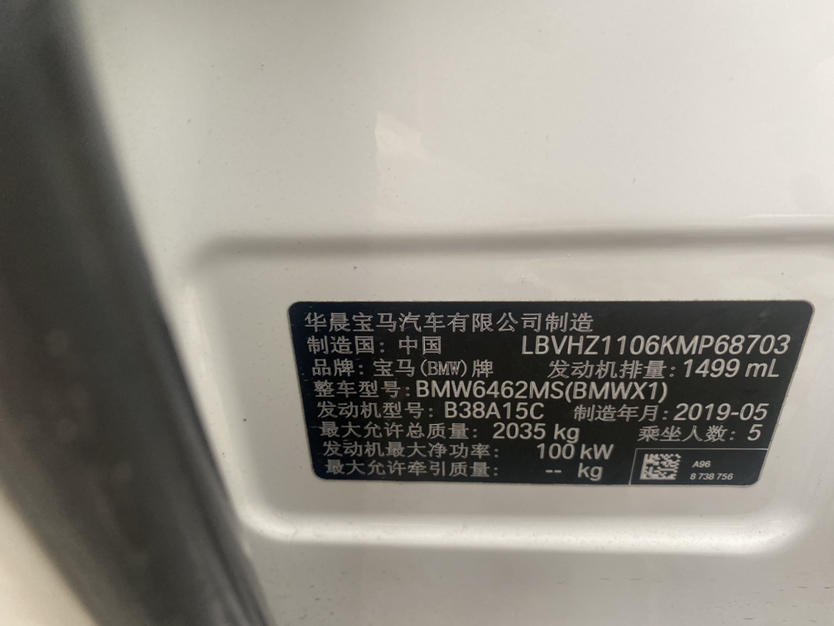 华晨宝马汽车有限公司制造
制造国：中国 LBVHZ1106KMP68703
品牌：宝马(BMW)牌 发动机排量：1499 mL
整车型号：BMW6462MS(BMWX1)
发动机型号：B38A15C 制造年月：2019-05
最大允许总质量：2035 kg 乘坐人数：5
发动机最大净功率：100 kW
最大允许牵引质量：-- kg
A96
8 738 756